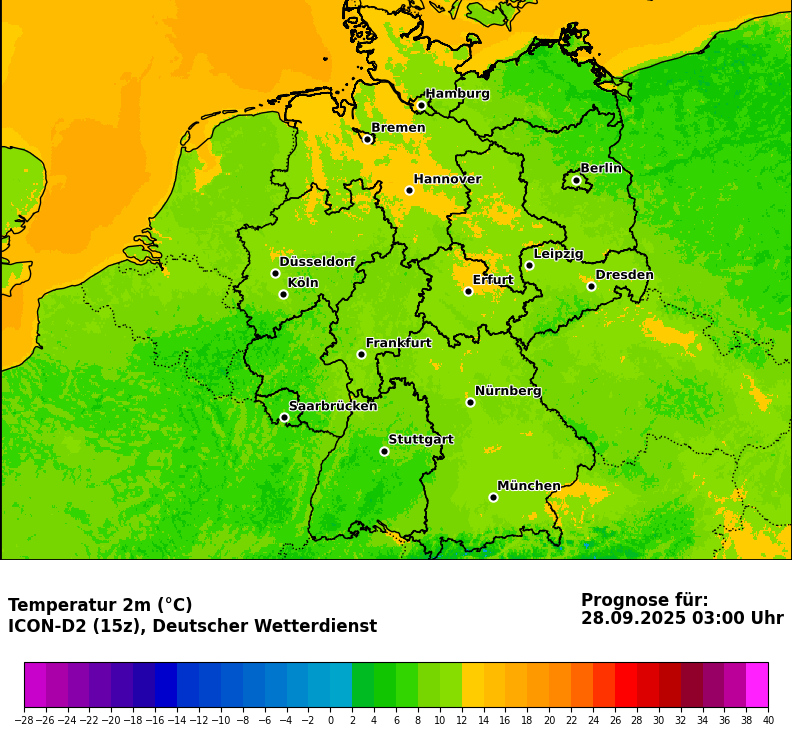 Hamburg
Bremen
Berlin
Hannover
Leipzig
Düsseldorf
Dresden
Köln
Erfurt
Frankfurt
Nürnberg
Saarbrücken
Stuttgart
München
Temperatur 2m (°C)
ICON-D2 (15z), Deutscher Wetterdienst
Prognose für:
28.09.2025 03:00 Uhr
−28 −26 −24 −22 −20 −18 −16 −14 −12 −10 −8 −6 −4 −2 0 2 4 6 8 10 12 14 16 18 20 22 24 26 28 30 32 34 36 38 40